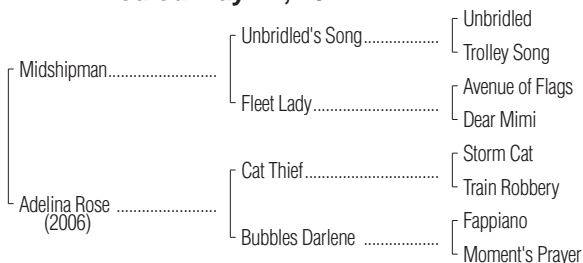 Unbridled
Unbridled's Song
Trolley Song
Midshipman
Avenue of Flags
Fleet Lady
Dear Mimi
Storm Cat
Cat Thief
Train Robbery
Adelina Rose
(2006)
Fappiano
Bubbles Darlene
Moment's Prayer